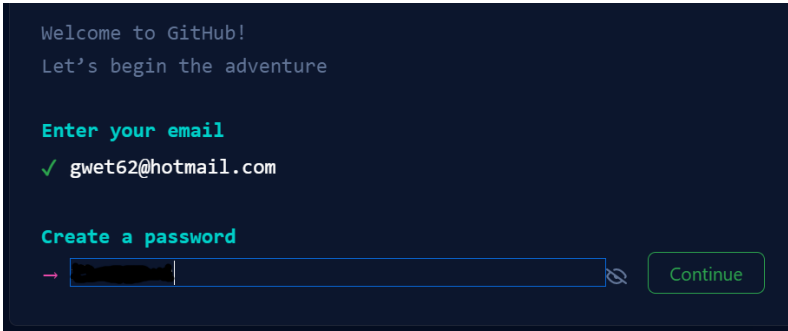 Welcome to GitHub!
Let’s begin the adventure
Enter your email
✓ gwet62@hotmail.com
Create a password
→
Continue